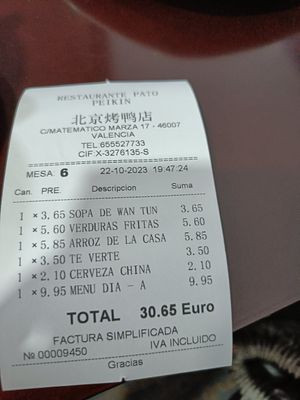 RESTAURANTE PATO
PEIKIN
北京烤鸭店
C/MATEMATICO MARZA 17 - 46007
VALENCIA
TEL 655527733
CIF:X-3276135-S
MESA: 6 22-10-2023 19:47:24
Can. PRE. Descripcion Suma
1 × 3.65 SOPA DE WAN TUN 3.65
1 × 5.60 VERDURAS FRITAS 5.60
1 × 5.85 ARROZ DE LA CASA 5.85
1 × 3.50 TE VERTE 3.50
1 × 2.10 CERVEZA CHINA 2.10
1 × 9.95 MENU DIA - A 9.95
TOTAL 30.65 Euro
FACTURA SIMPLIFICADA
№ 00009450 IVA INCLUIDO
Gracias